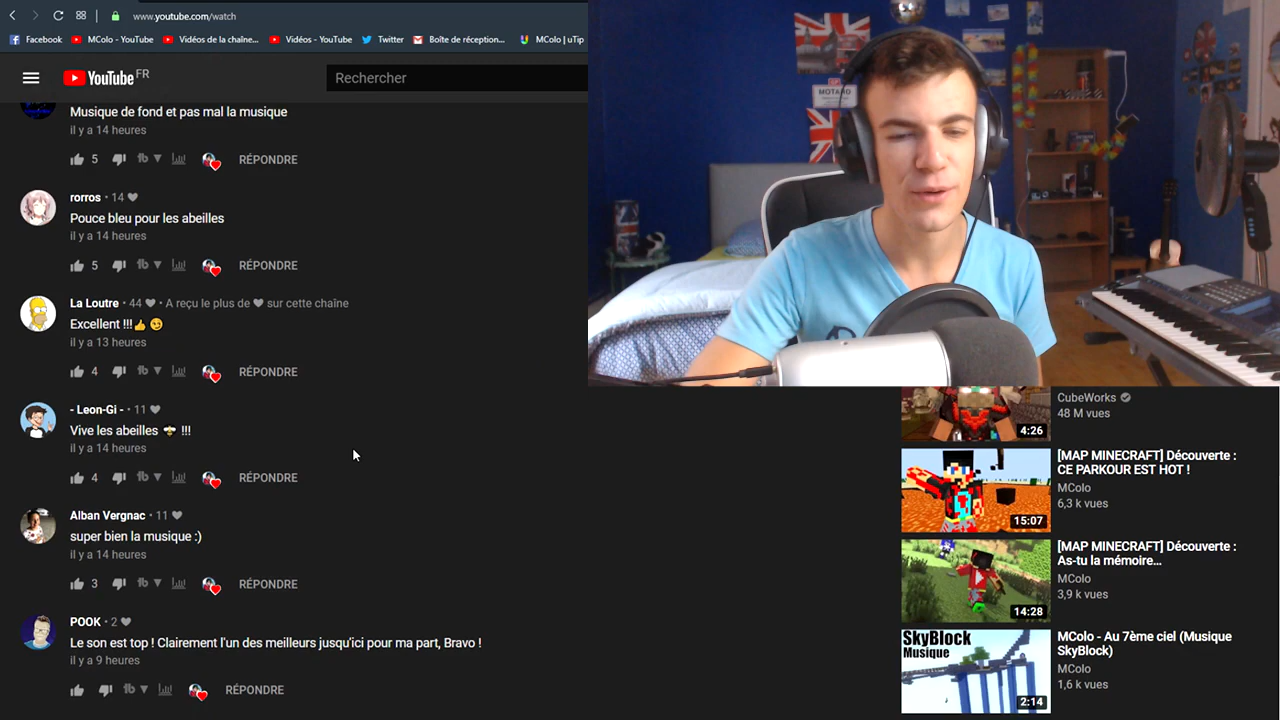 www.youtube.com/watch
Facebook
MColo - YouTube
Vidéos de la chaîne...
Vidéos - YouTube
Twitter
Boîte de réception...
MColo | uTip
YouTube FR
Rechercher
Musique de fond et pas mal la musique
il y a 14 heures
5 RÉPONDRE
rorros • 14
Pouce bleu pour les abeilles
il y a 14 heures
5 RÉPONDRE
La Loutre • 44 ❤ • A reçu le plus de ❤ sur cette chaîne
Excellent !!!👍😏
il y a 13 heures
4 RÉPONDRE
- Leon-Gi - • 11
Vive les abeilles 🐝 !!!
il y a 14 heures
4 RÉPONDRE
Alban Vergnac • 11
super bien la musique :)
il y a 14 heures
3 RÉPONDRE
POOK • 2
Le son est top ! Clairement l'un des meilleurs jusqu'ici pour ma part, Bravo !
il y a 9 heures
RÉPONDRE
MOTARD
CubeWorks
48 M vues
4:26
[MAP MINECRAFT] Découverte :
CE PARKOUR EST HOT !
MColo
6,3 k vues
15:07
[MAP MINECRAFT] Découverte :
As-tu la mémoire...
MColo
3,9 k vues
14:28
SkyBlock
Musique
MColo - Au 7ème ciel (Musique
SkyBlock)
MColo
1,6 k vues
2:14